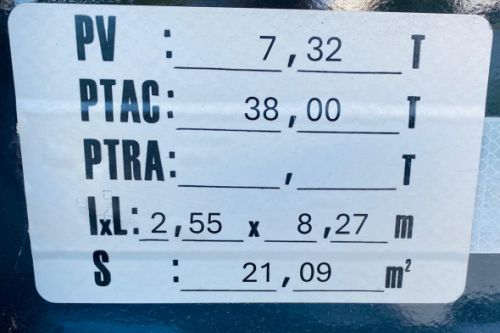 PV : 7,32 T
PTAC: 38,00 T
PTRA: , T
lxL: 2,55 x 8,27 m
S : 21,09 m²